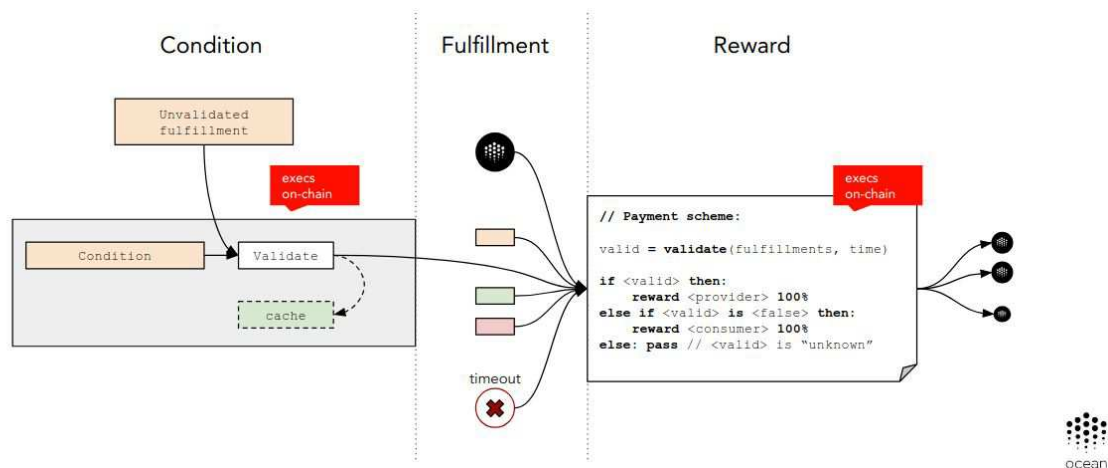 Condition
Fulfillment
Reward
Unvalidated
fulfillment
execs
on-chain
Condition
Validate
cache
timeout
execs
on-chain
// Payment scheme:
valid = validate(fulfillments, time)
if <valid> then:
reward <provider> 100%
else if <valid> is <false> then:
reward <consumer> 100%
else: pass // <valid> is “unknown”
ocean